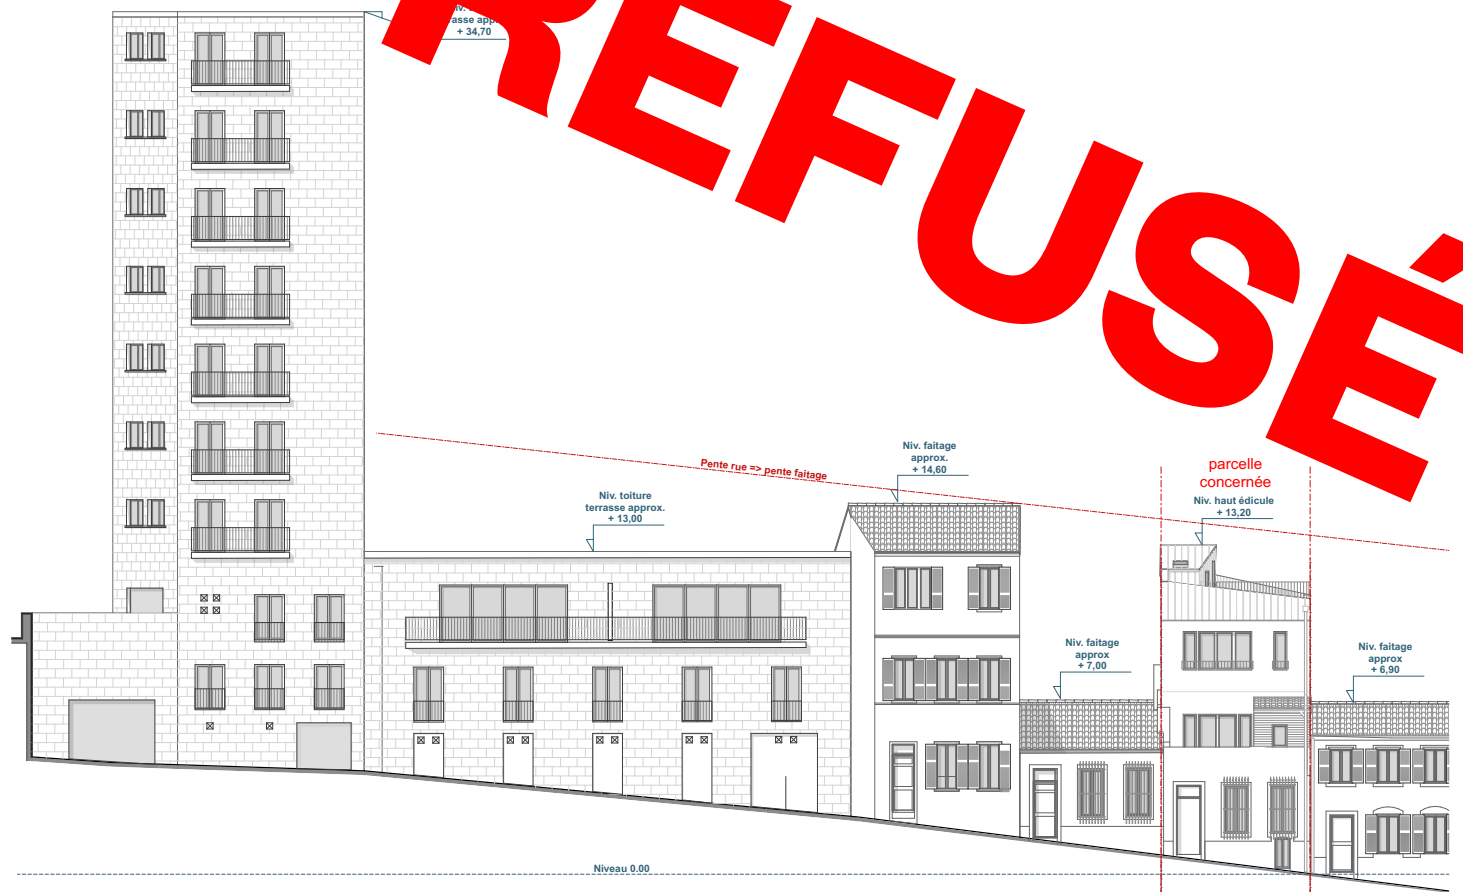 + 34,70
REFUSÉ
Pente rue => pente faitage
Niv. faitage
approx.
+ 14,60
parcelle
concernée
Niv. haut édicule
+ 13,20
Niv. toiture
terrasse approx.
+ 13,00
Niv. faitage
approx
+ 7,00
Niv. faitage
approx
+ 6,90
Niveau 0.00